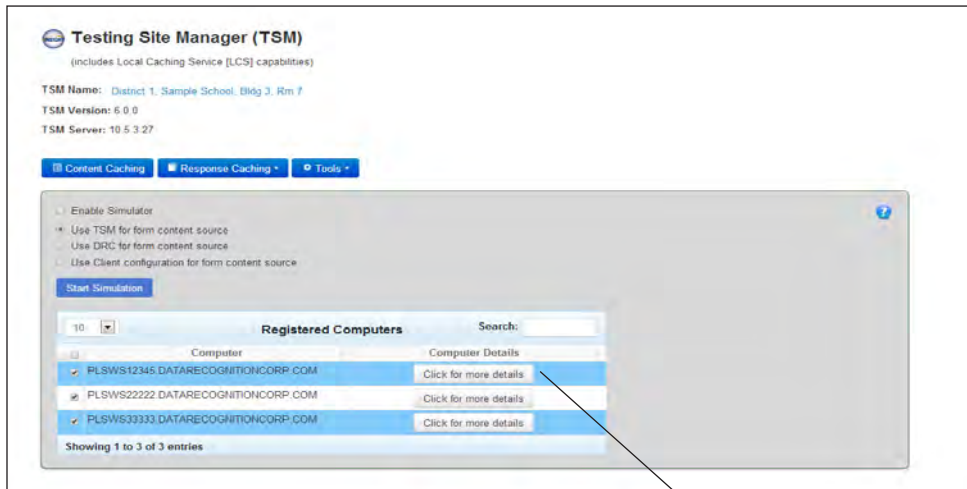 Testing Site Manager (TSM)
(includes Local Caching Service [LCS] capabilities)
TSM Name: District 1, Sample School, Bldg 3, Rm 7
TSM Version: 6.0.0
TSM Server: 10.5.3.27
Content Caching Response Caching Tools
Enable Simulator
Use TSM for form content source
Use DRC for form content source
Use Client configuration for form content source
Start Simulation
10 Registered Computers Search:
Computer Computer Details
PLSWS12345.DATARECOGNITIONCORP.COM Click for more details
PLSWS22222.DATARECOGNITIONCORP.COM Click for more details
PLSWS33333.DATARECOGNITIONCORP.COM Click for more details
Showing 1 to 3 of 3 entries